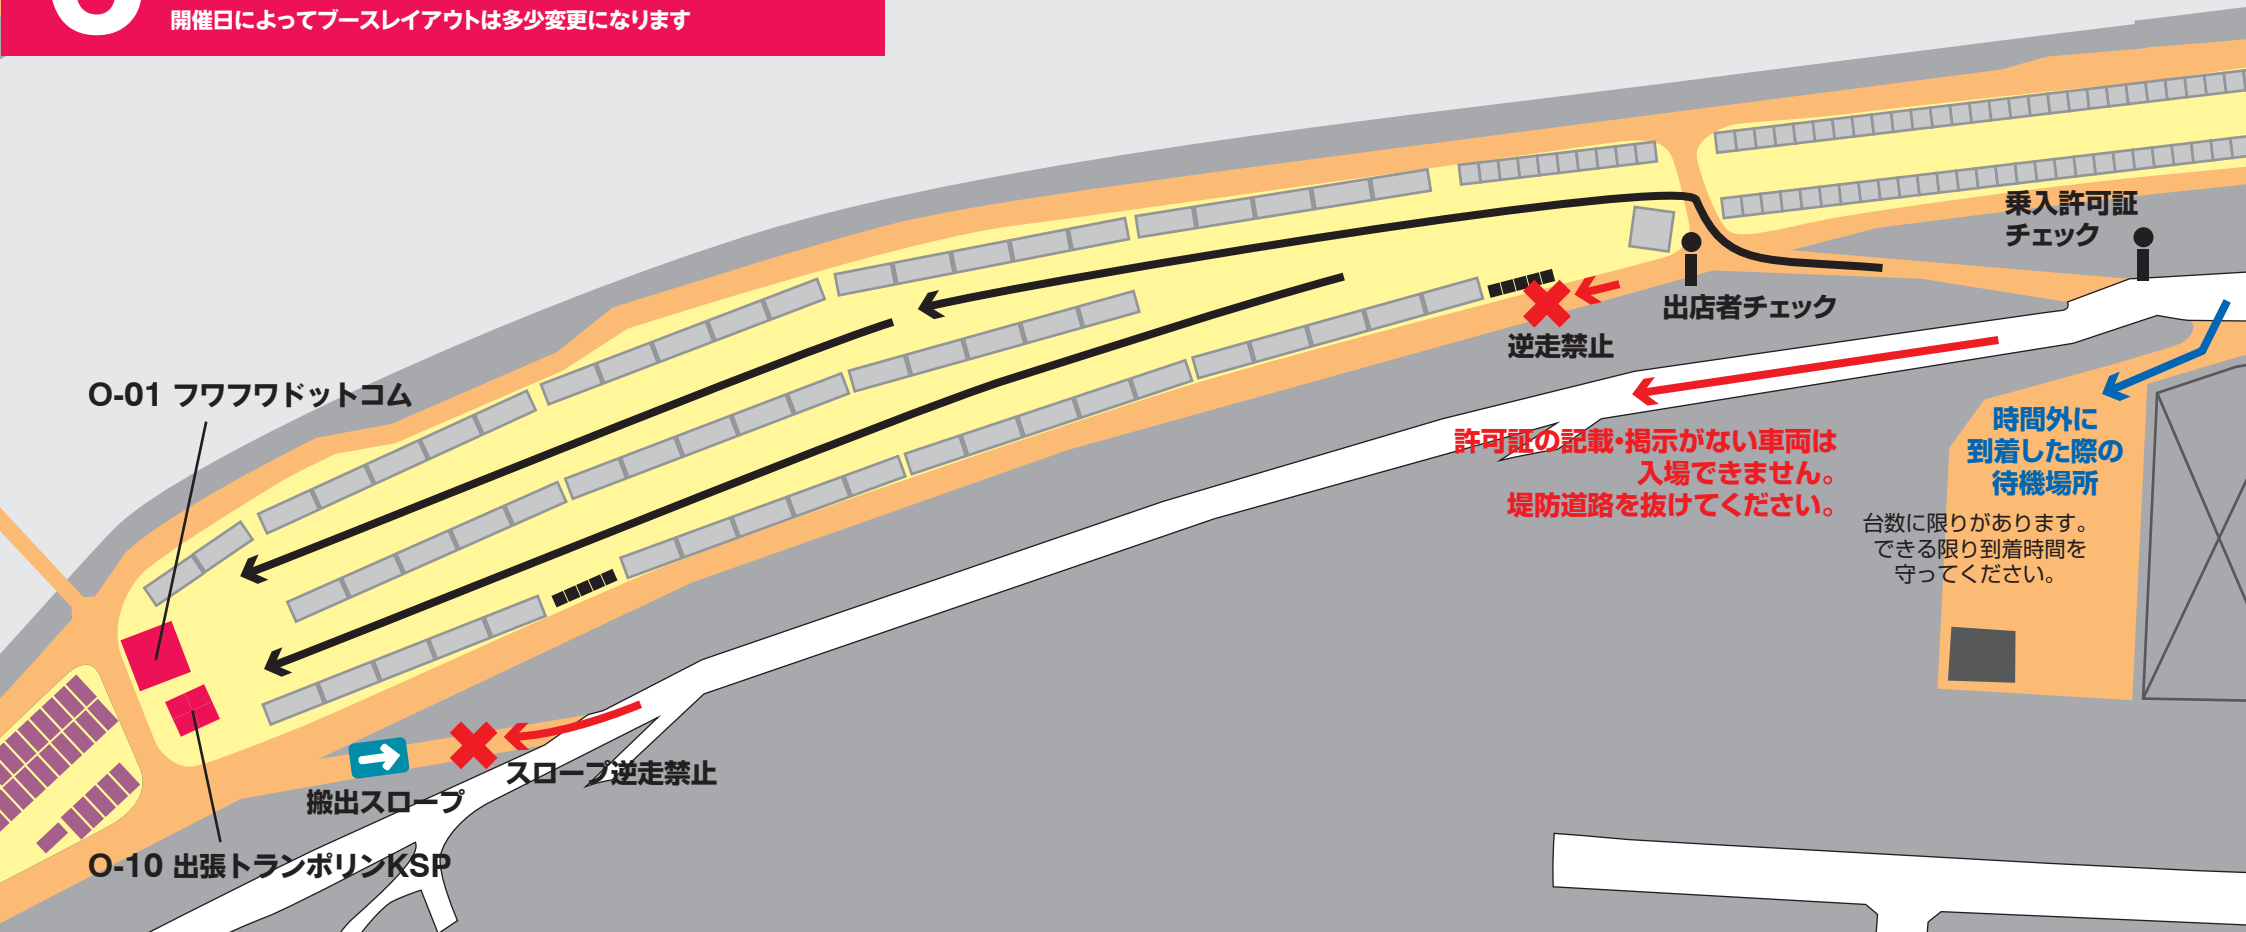 開催日によってブースレイアウトは多少変更になります
乗入許可証
チェック
出店者チェック
逆走禁止
O-01 フワフワドットコム
時間外に
到着した際の
待機場所
許可証の記載・掲示がない車両は
入場できません。
堤防道路を抜けてください。
台数に限りがあります。
できる限り到着時間を
守ってください。
スロープ逆走禁止
搬出スロープ
O-10 出張トランポリンKSP